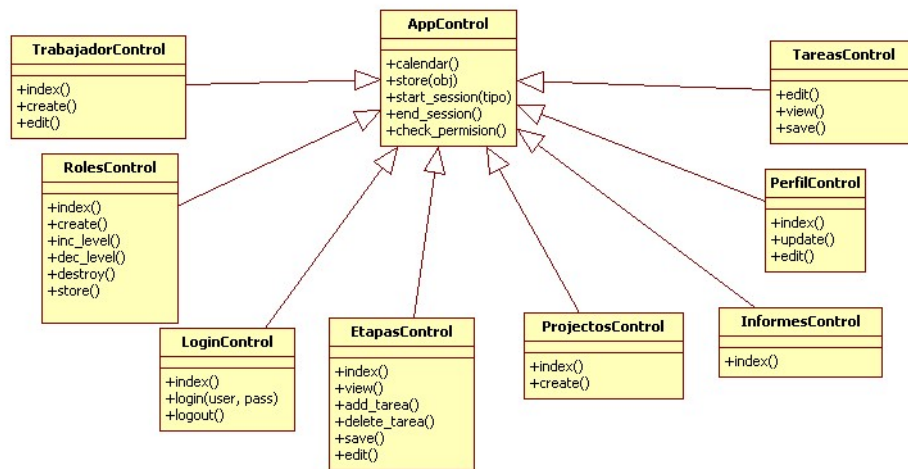 AppControl
+calendar()
+store(obj)
+start_session(tipo)
+end_session()
+check_permision()
TrabajadorControl
+index()
+create()
+edit()
TareasControl
+edit()
+view()
+save()
RolesControl
+index()
+create()
+inc_level()
+dec_level()
+destroy()
+store()
PerfilControl
+index()
+update()
+edit()
LoginControl
+index()
+login(user, pass)
+logout()
EtapasControl
+index()
+view()
+add_tarea()
+delete_tarea()
+save()
+edit()
ProjectosControl
+index()
+create()
InformesControl
+index()